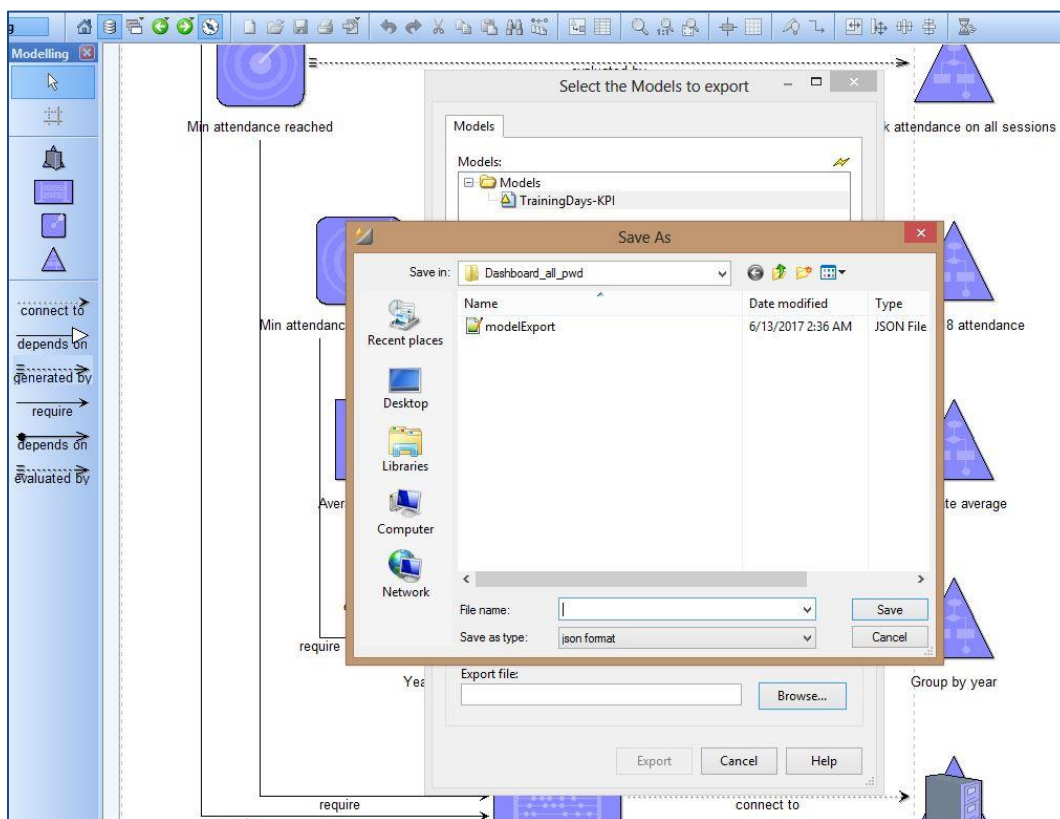 Modelling
Select the Models to export
Min attendance reached
Models
k attendance on all sessions
Models:
Models
TrainingDays-KPI
Save As
Save in:
Dashboard_all_pwd
Name
Date modified
Type
modelExport
6/13/2017 2:36 AM
JSON File
Recent places
Desktop
Libraries
Computer
Network
File name:
Save
Save as type:
json format
Cancel
connect to
depends on
generated by
require
depends on
evaluated by
Min attendanc
8 attendance
Aver
te average
require
Yea
Group by year
Export file:
Browse...
Export
Cancel
Help
require
connect to